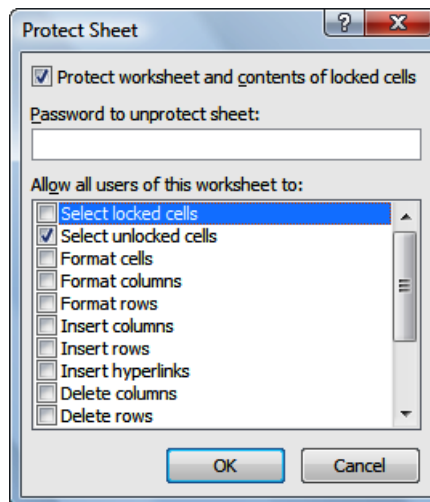 Protect Sheet
Protect worksheet and contents of locked cells
Password to unprotect sheet:
Allow all users of this worksheet to:
Select locked cells
Select unlocked cells
Format cells
Format columns
Format rows
Insert columns
Insert rows
Insert hyperlinks
Delete columns
Delete rows
OK Cancel